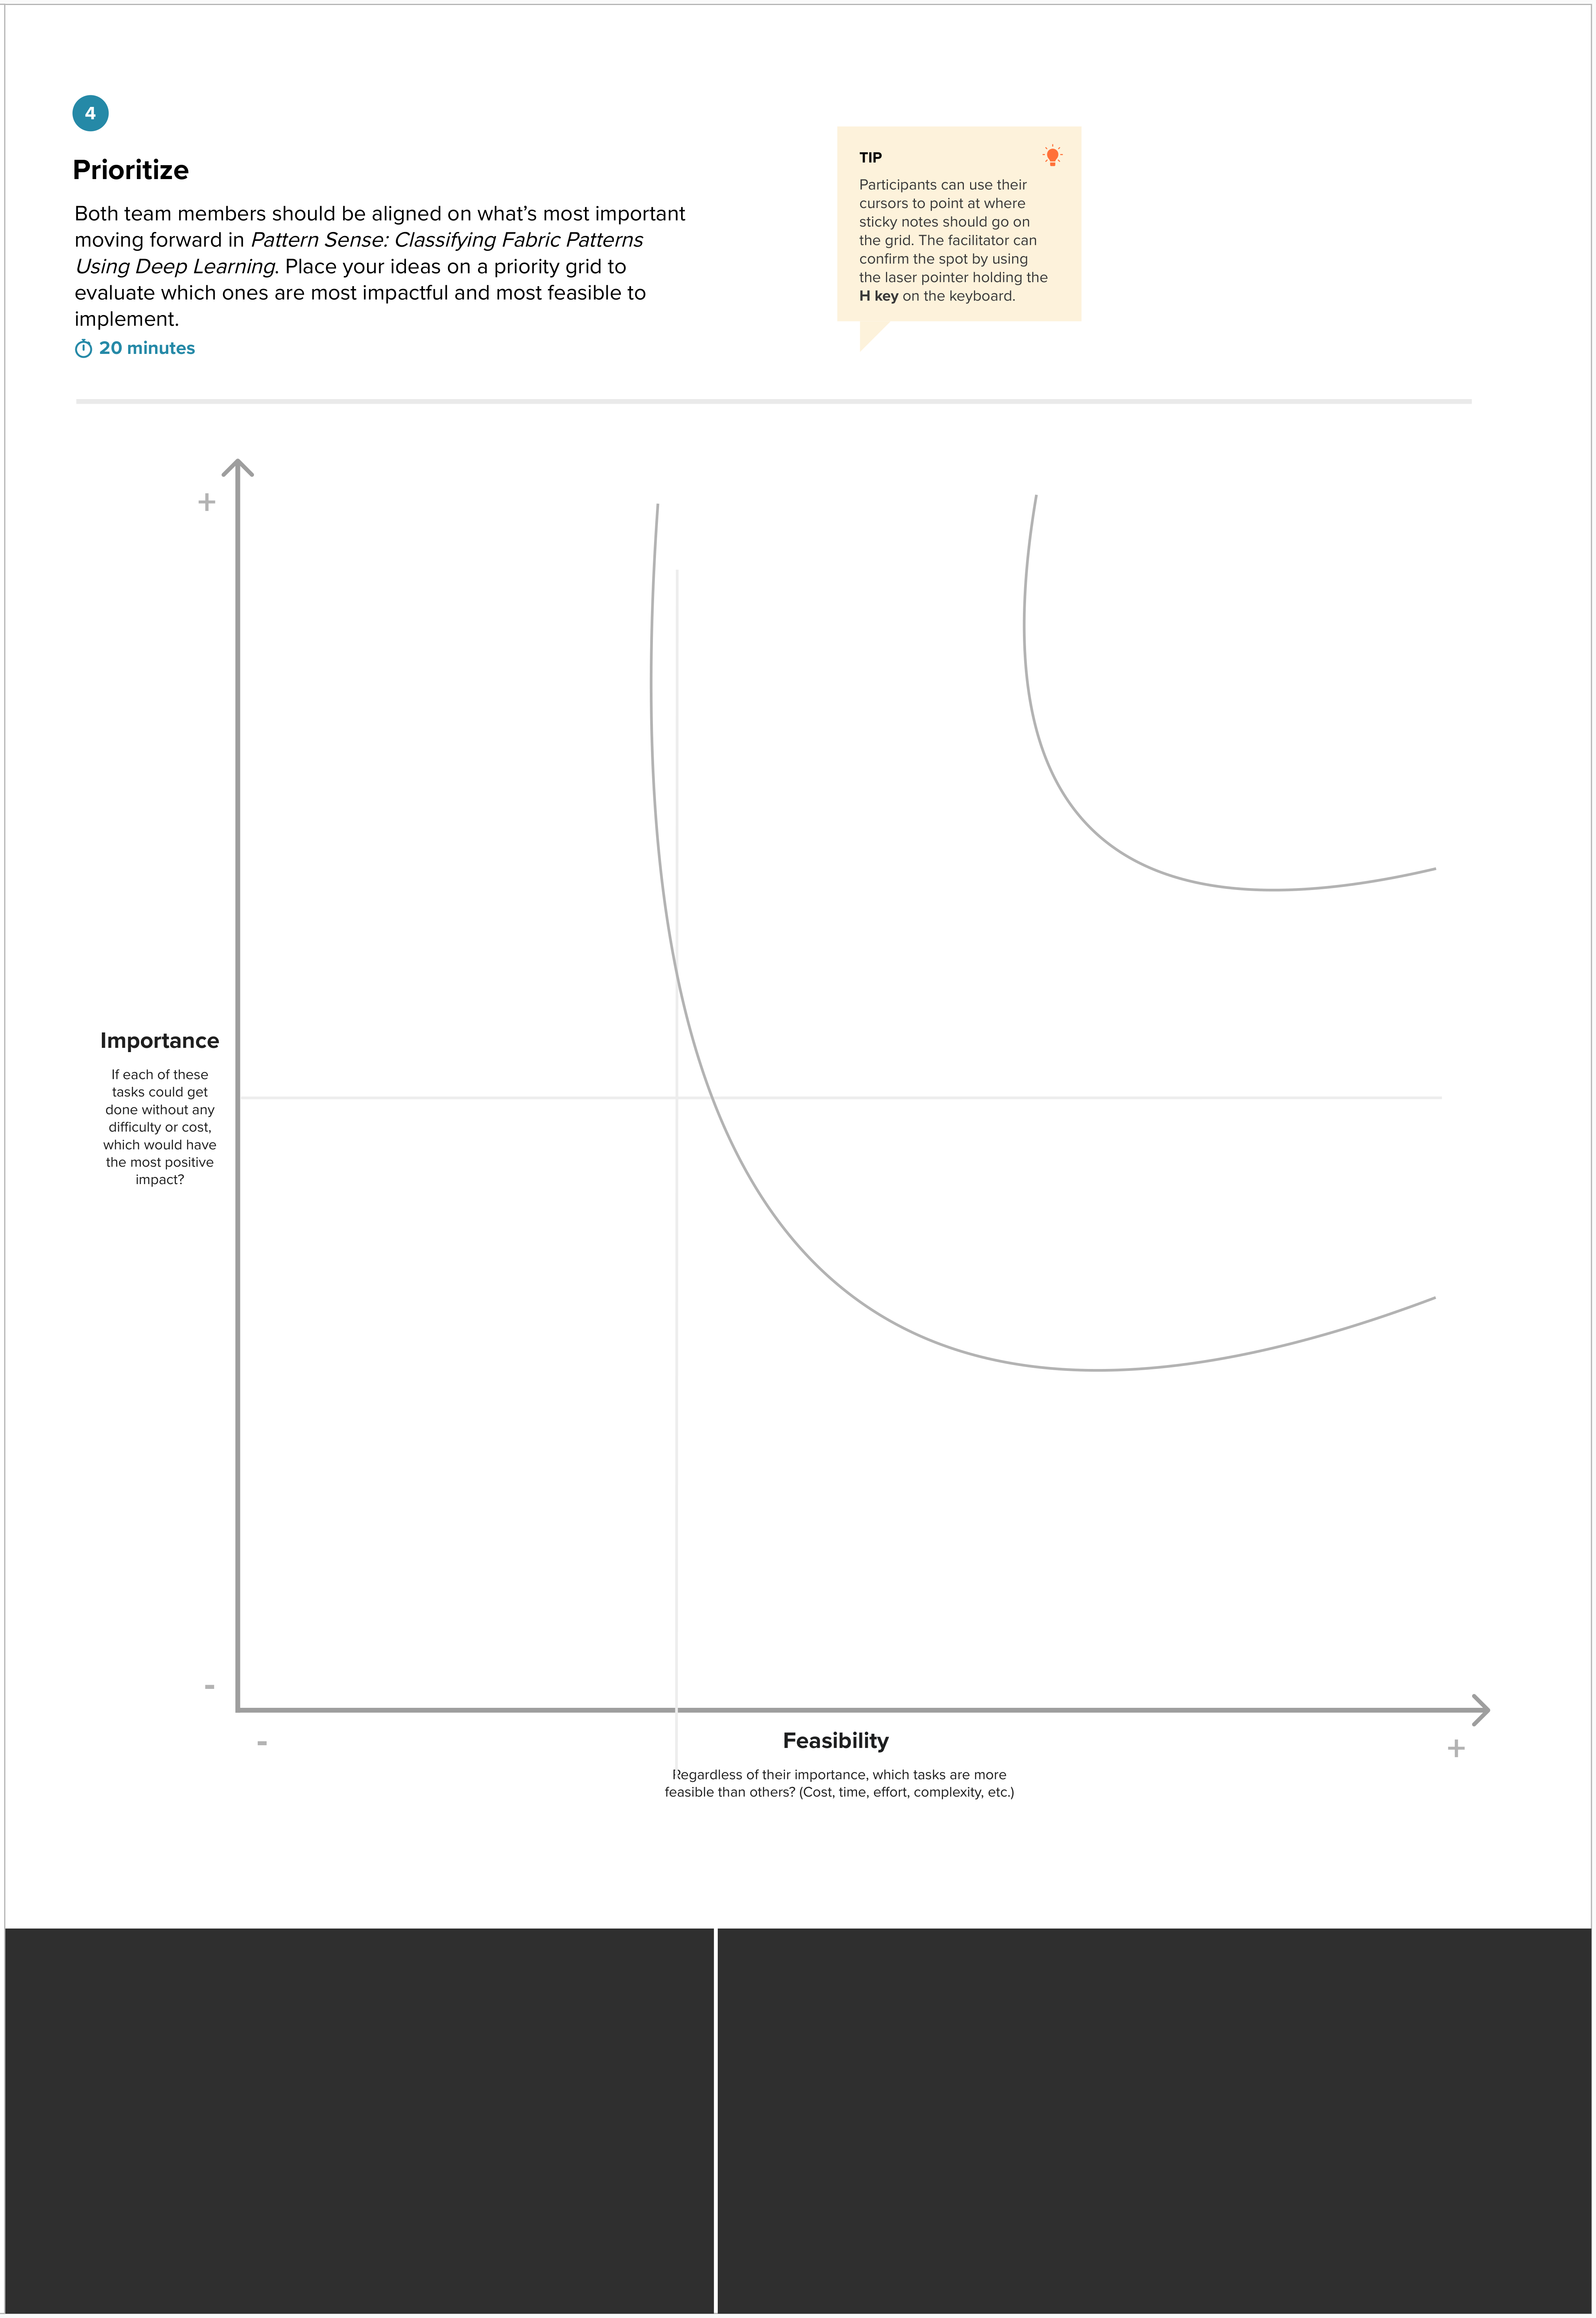 4
Prioritize
Both team members should be aligned on what’s most important
moving forward in Pattern Sense: Classifying Fabric Patterns
Using Deep Learning. Place your ideas on a priority grid to
evaluate which ones are most impactful and most feasible to
implement.
20 minutes
TIP
Participants can use their
cursors to point at where
sticky notes should go on
the grid. The facilitator can
confirm the spot by using
the laser pointer holding the
H key on the keyboard.
+
Importance
If each of these
tasks could get
done without any
difficulty or cost,
which would have
the most positive
impact?
-
-
Feasibility
+
Regardless of their importance, which tasks are more
feasible than others? (Cost, time, effort, complexity, etc.)